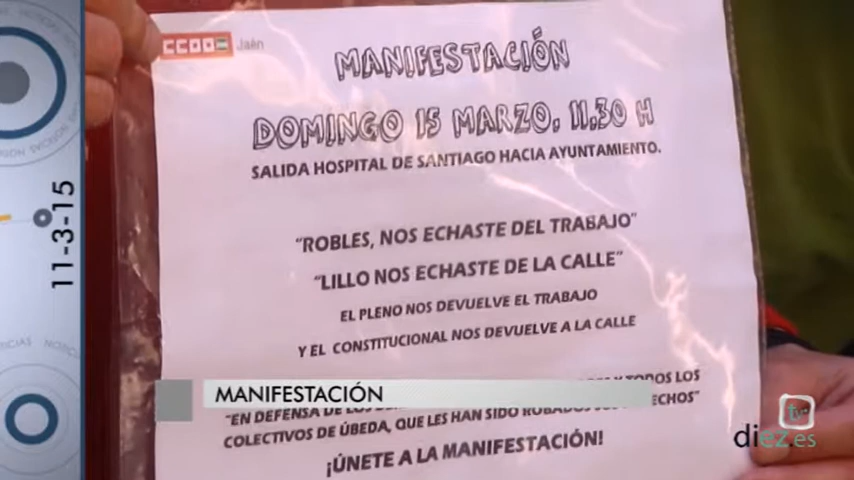 CCOO Jaén
MANIFESTACIÓN
DOMINGO 15 MARZO, 11,30 H
SALIDA HOSPITAL DE SANTIAGO HACIA AYUNTAMIENTO.
"ROBLES, NOS ECHASTE DEL TRABAJO"
"LILLO NOS ECHASTE DE LA CALLE"
EL PLENO NOS DEVUELVE EL TRABAJO
Y EL CONSTITUCIONAL NOS DEVUELVE A LA CALLE
"EN DEFENSA DE LOS Y TODOS LOS
COLECTIVOS DE ÚBEDA, QUE LES HAN SIDO ROBADOS SUS DERECHOS"
¡ÚNETE A LA MANIFESTACIÓN!
MANIFESTACIÓN
11-3-15
NOTICIAS
tv
diez.es